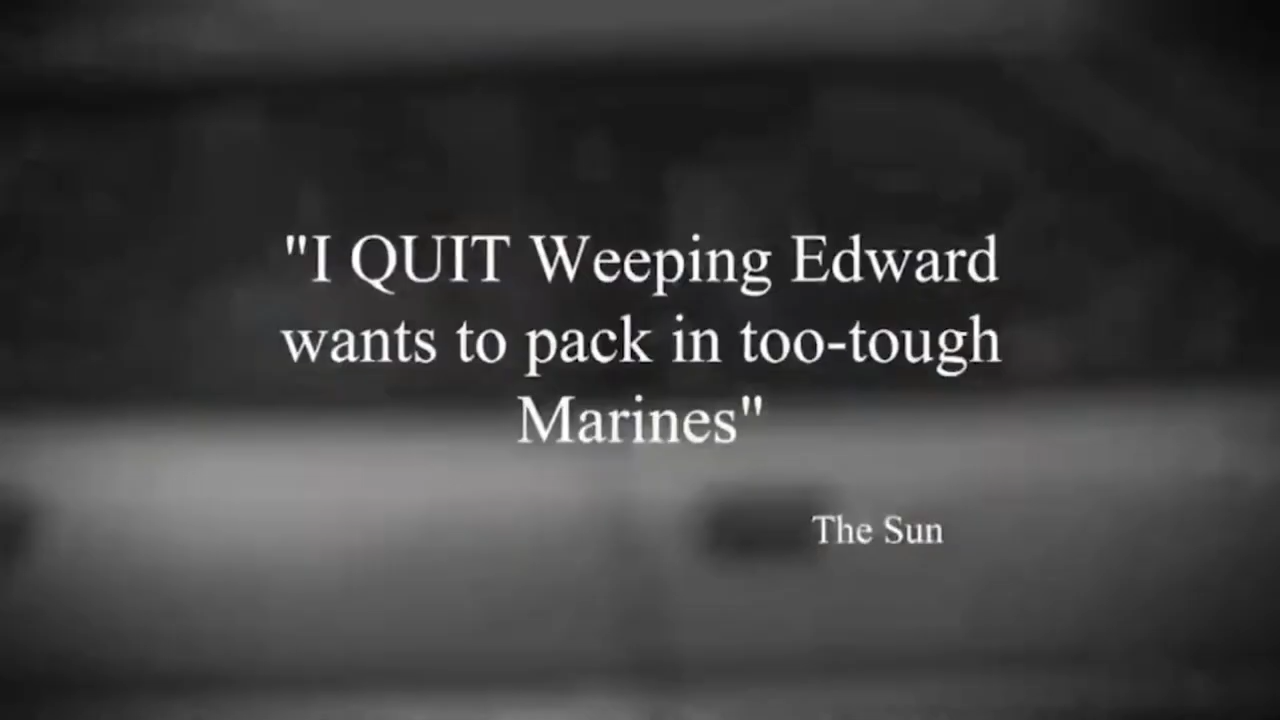 "I QUIT Weeping Edward
wants to pack in too-tough
Marines"
The Sun